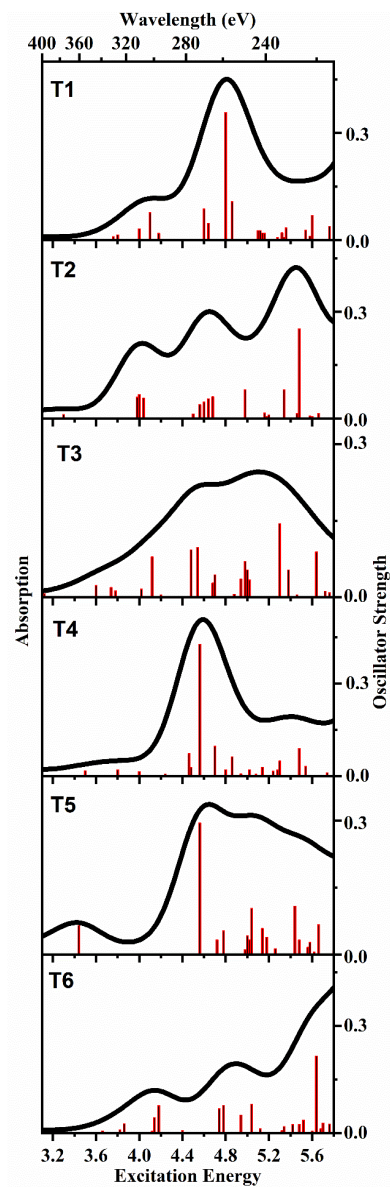 Wavelength (eV)
400 360 320 280 240
T1
0.3
0.0
T2
0.3
0.0
T3
0.3
0.0
T4
0.3
0.0
T5
0.3
0.0
T6
0.3
0.0
Absorption
Oscillator Strength
3.2 3.6 4.0 4.4 4.8 5.2 5.6
Excitation Energy